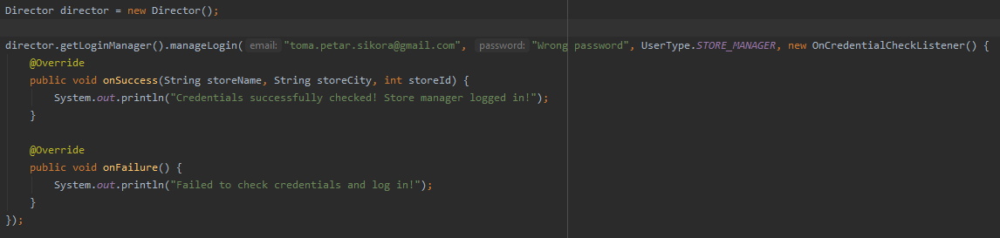 Director director = new Director();
director.getLoginManager().manageLogin( email: "toma.petar.sikora@gmail.com", password: "Wrong password", UserType.STORE_MANAGER, new OnCredentialCheckListener() {
@Override
public void onSuccess(String storeName, String storeCity, int storeId) {
System.out.println("Credentials successfully checked! Store manager logged in!");
}
@Override
public void onFailure() {
System.out.println("Failed to check credentials and log in!");
}
});